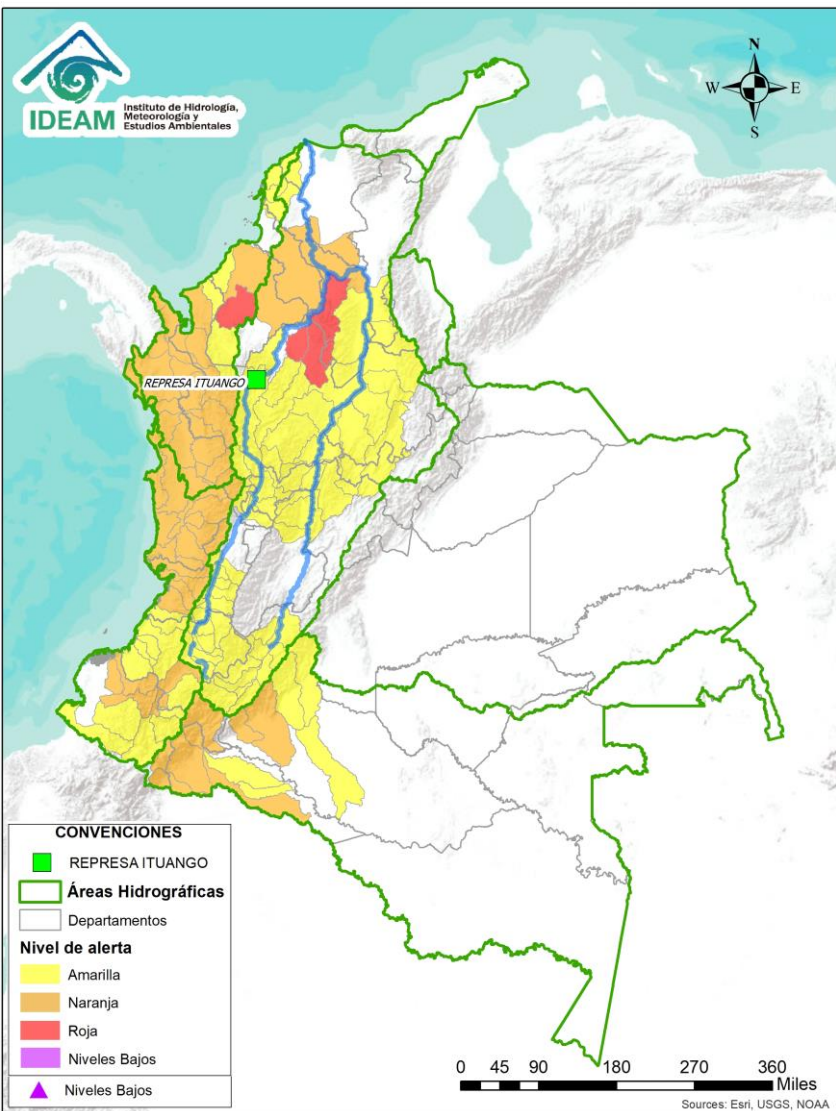 IDEAM
Instituto de Hidrología,
Meteorología y
Estudios Ambientales
N
W
E
S
REPRESA ITUANGO
CONVENCIONES
REPRESA ITUANGO
Áreas Hidrográficas
Departamentos
Nivel de alerta
Amarilla
Naranja
Roja
Niveles Bajos
Niveles Bajos
0 45 90 180 270 360
Miles
Sources: Esri, USGS, NOAA